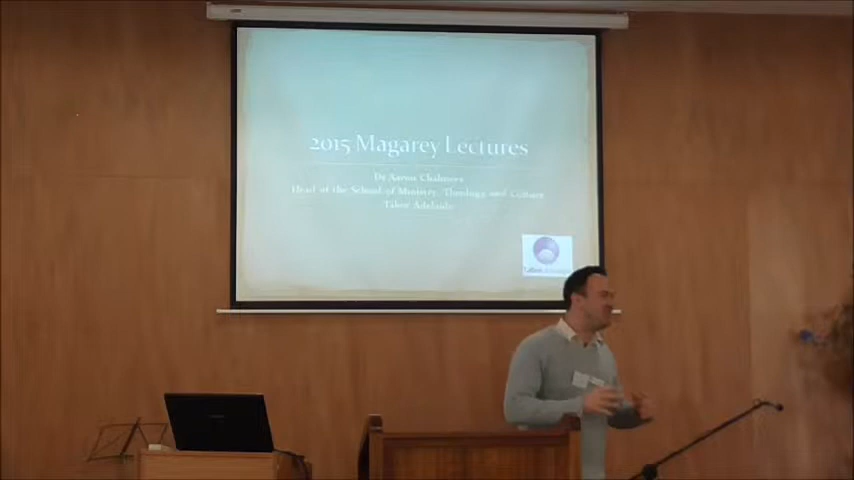 2015 Magarey Lectures
Dr Aaron Chalmers
Head of the School of Ministry, Theology and Culture
Tabor Adelaide